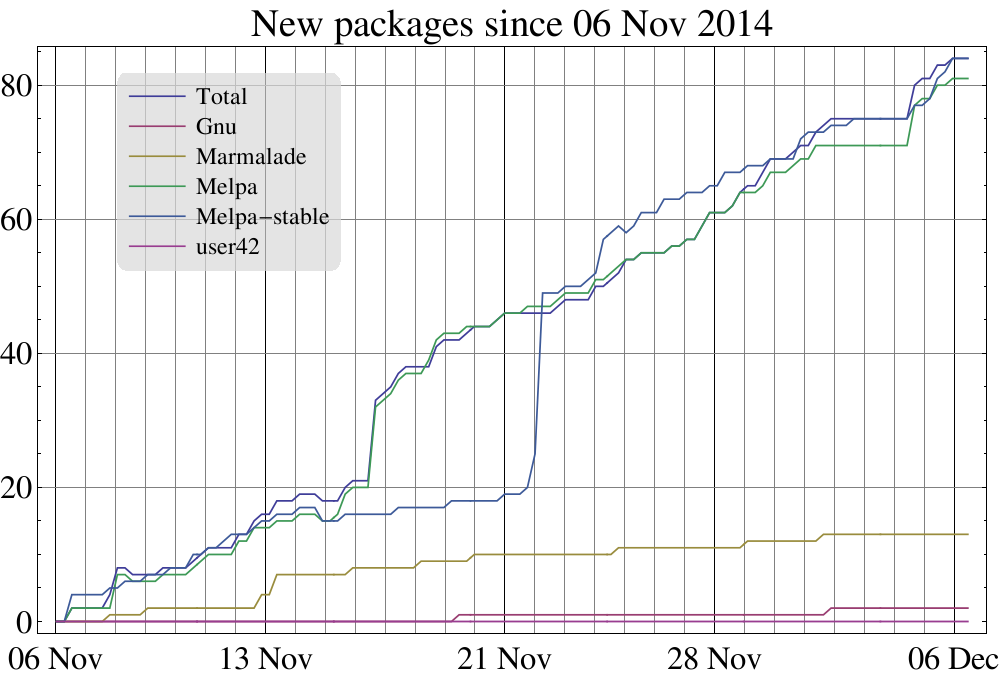 New packages since 06 Nov 2014
80
60
40
20
0
Total
Gnu
Marmalade
Melpa
Melpa−stable
user42
06 Nov 13 Nov 21 Nov 28 Nov 06 Dec